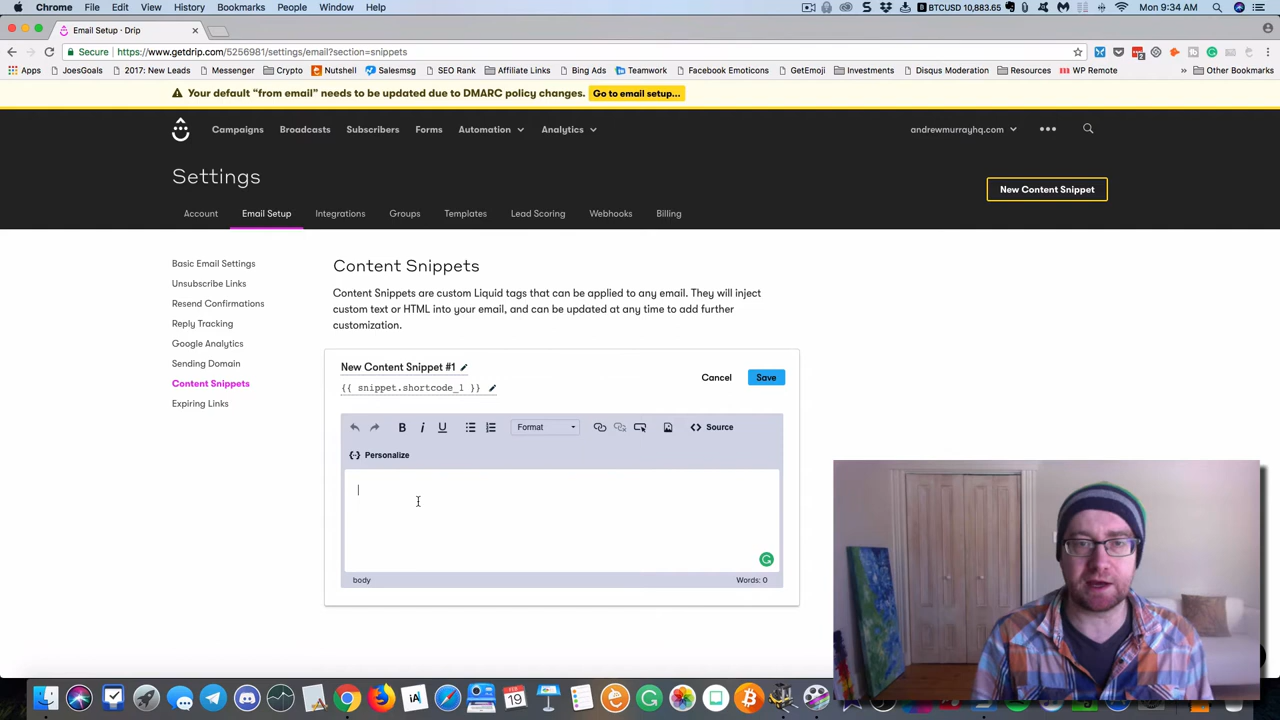 Chrome File Edit View History Bookmarks People Window Help
BTCUSD 10,883.65
Mon 9:34 AM
Email Setup · Drip
Drip
Secure https://www.getdrip.com/5256981/settings/email?section=snippets
Apps JoesGoals 2017: New Leads Messenger Crypto Nutshell Salesmsg SEO Rank Affiliate Links Bing Ads Teamwork Facebook Emoticons GetEmoji Investments Disqus Moderation Resources WP Remote » Other Bookmarks
Your default “from email” needs to be updated due to DMARC policy changes. Go to email setup...
Campaigns Broadcasts Subscribers Forms Automation Analytics andrewmurrayhq.com
Settings
New Content Snippet
Account Email Setup Integrations Groups Templates Lead Scoring Webhooks Billing
Basic Email Settings
Unsubscribe Links
Resend Confirmations
Reply Tracking
Google Analytics
Sending Domain
Content Snippets
Expiring Links
Content Snippets
Content Snippets are custom Liquid tags that can be applied to any email. They will inject
custom text or HTML into your email, and can be updated at any time to add further
customization.
New Content Snippet #1
{{ snippet.shortcode_1 }}
Cancel Save
B i U Format Source
Personalize
body Words: 0
FEB
19
iA